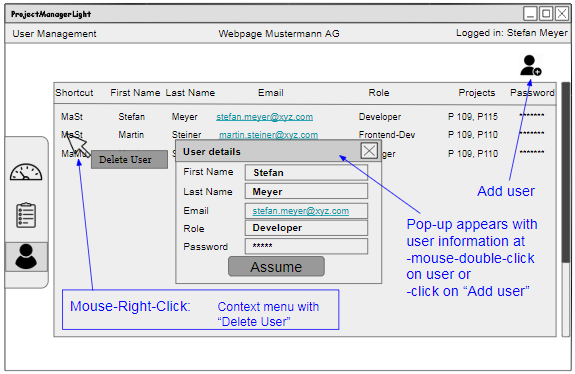 ProjectManagerLight
User Management Webpage Mustermann AG Logged in: Stefan Meyer
Shortcut First Name Last Name Email Role Projects Password
MaSt Stefan Meyer stefan.meyer@xyz.com Developer P 109, P115 *******
MaSt Martin Steiner martin.steiner@xyz.com Frontend-Dev P 109, P110 *******
P 109, P110 *******
Delete User
User details
First Name Stefan
Last Name Meyer
Email stefan.meyer@xyz.com
Role Developer
Password *****
Assume
Add user
Pop-up appears with
user information at
-mouse-double-click
on user or
-click on “Add user”
Mouse-Right-Click: Context menu with
“Delete User”